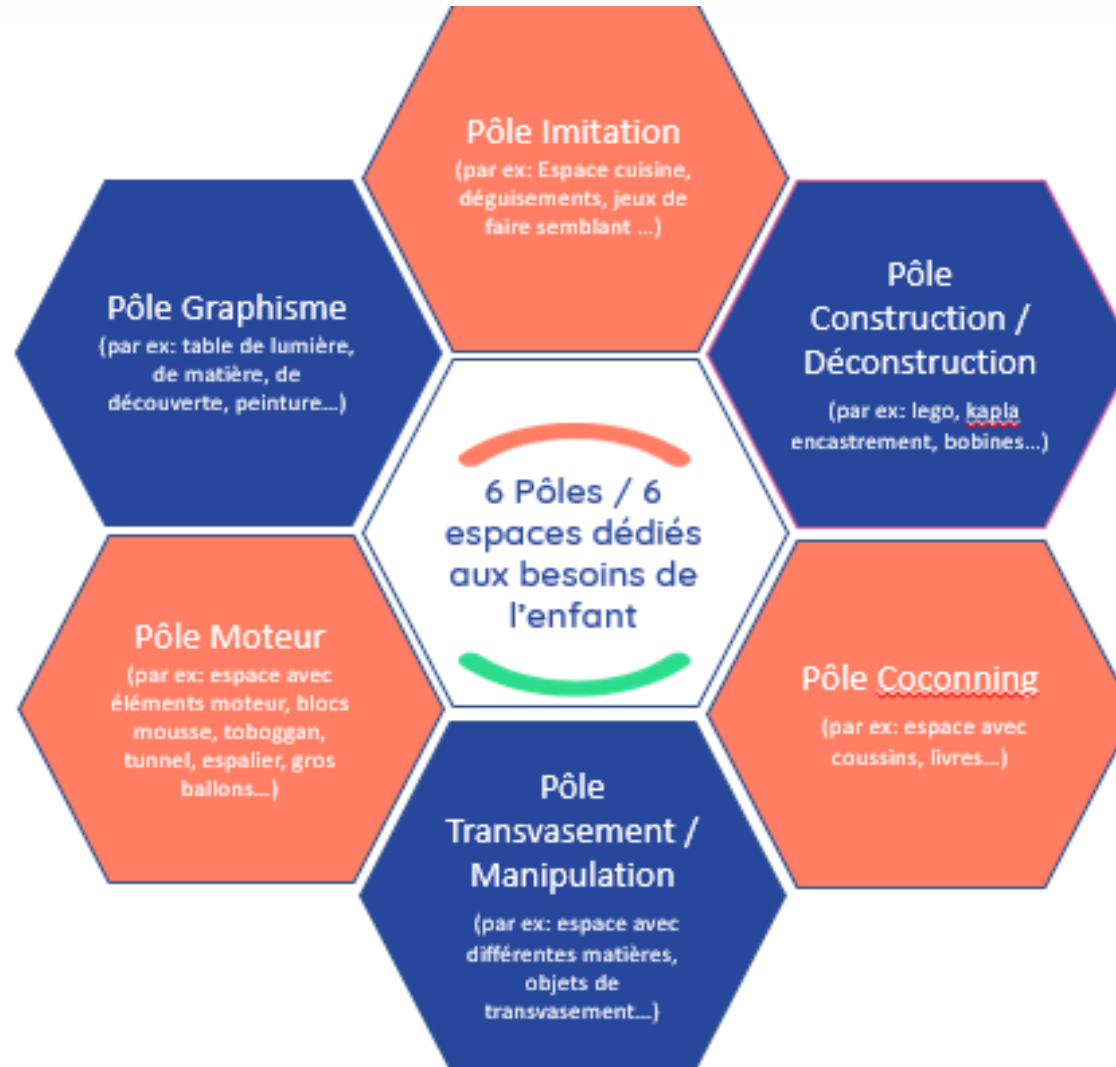 Pôle Imitation
(par ex: Espace cuisine,
déguisements, jeux de
faire semblant ...)
Pôle Graphisme
(par ex: table de lumière,
de matière, de
découverte, peinture...)
Pôle
Construction /
Déconstruction
(par ex: lego, kapla
encastrement, bobines...)
6 Pôles / 6
espaces dédiés
aux besoins de
l'enfant
Pôle Moteur
(par ex: espace avec
éléments moteur, blocs
mousse, toboggan,
tunnel, espalier, gros
ballons...)
Pôle Coconning
(par ex: espace avec
coussins, livres...)
Pôle
Transvasement /
Manipulation
(par ex: espace avec
différentes matières,
objets de
transvasement...)